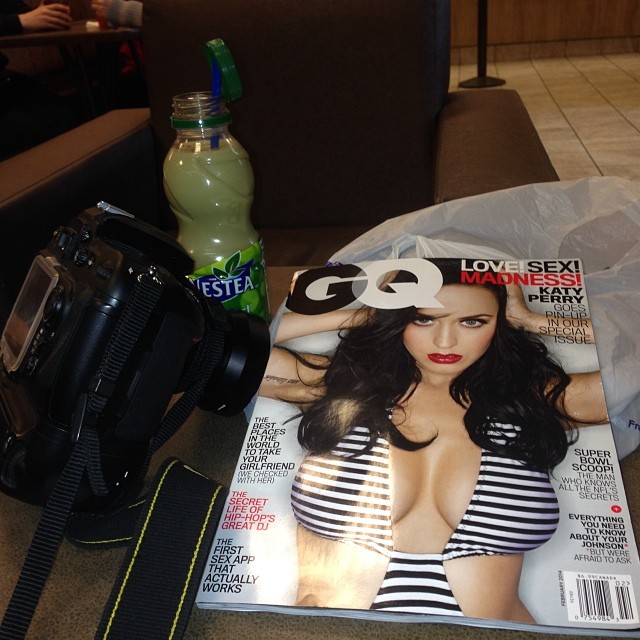 NESTEA
GQ
LOVE! SEX!
MADNESS!
KATY
PERRY
GOES
PIN-UP
IN OUR
SPECIAL
ISSUE
THE
BEST
PLACES
IN THE
WORLD
TO TAKE
YOUR
GIRLFRIEND
(WE CHECKED
WITH HER)
THE
SECRET
LIFE OF
HIP-HOP'S
GREAT DJ
THE
FIRST
SEX APP
THAT
ACTUALLY
WORKS
SUPER
BOWL
SCOOP!
THE MAN
WHO KNOWS
ALL THE NFL'S
SECRETS
+
EVERYTHING
YOU NEED
TO KNOW
ABOUT YOUR
JOHNSON*
*BUT WERE
AFRAID TO ASK